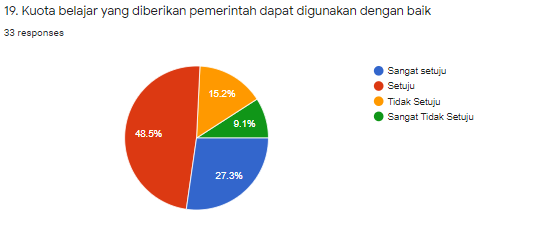 19. Kuota belajar yang diberikan pemerintah dapat digunakan dengan baik
33 responses
Sangat setuju
Setuju
Tidak Setuju
Sangat Tidak Setuju
15.2%
9.1%
48.5%
27.3%